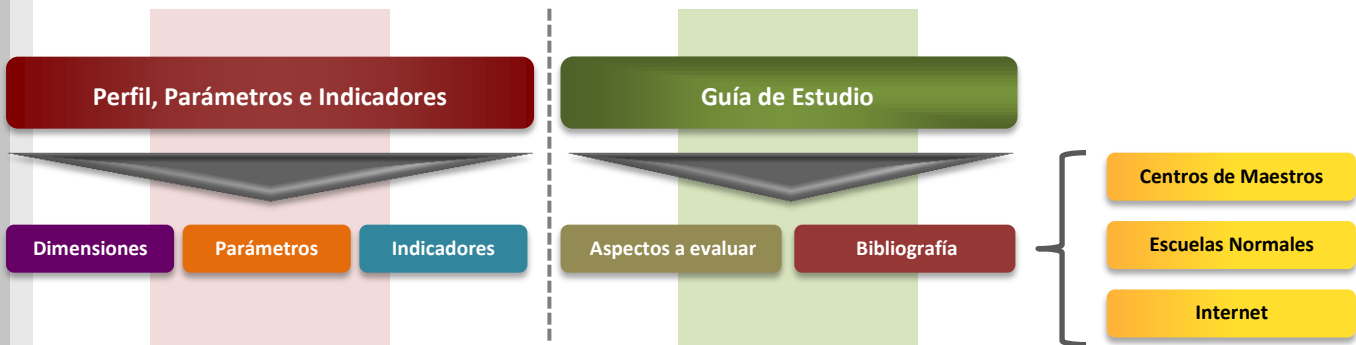 Perfil, Parámetros e Indicadores
Guía de Estudio
Dimensiones
Parámetros
Indicadores
Aspectos a evaluar
Bibliografía
Centros de Maestros
Escuelas Normales
Internet